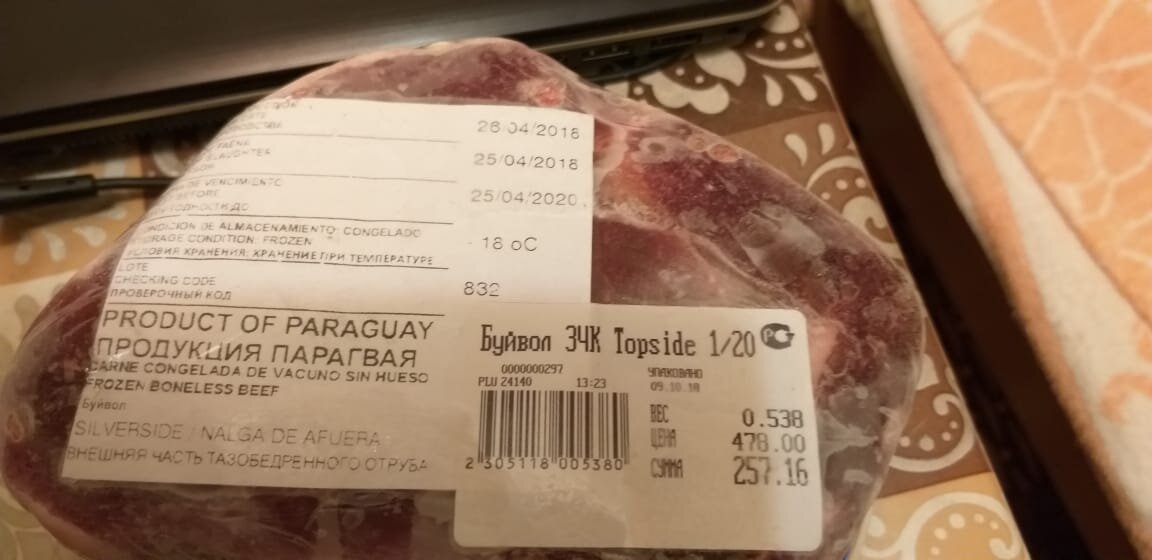 28/04/2018
FAENA
SLAUGHTER
25/04/2018
DE VENCIMIENTO
BEFORE
25/04/2020
CONDICION DE ALMACENAMIENTO: CONGELADO
STORAGE CONDITION: FROZEN
УСЛОВИЯ ХРАНЕНИЯ: ХРАНЕНИЕ ПРИ ТЕМПЕРАТУРЕ
- 18 oC
LOTE
CHECKING CODE
ПРОВЕРОЧНЫЙ КОД
832
PRODUCT OF PARAGUAY
ПРОДУКЦИЯ ПАРАГВАЯ
CARNE CONGELADA DE VACUNO SIN HUESO
FROZEN BONELESS BEEF
Буйвол
SILVERSIDE / NALGA DE AFUERA
ВНЕШНЯЯ ЧАСТЬ ТАЗОБЕДРЕННОГО ОТРУБА
Буйвол ЗЧК Topside 1/20 РСТ
0000000297
PLU 24140 13:23
УПАКОВАНО
09.10.18
ВЕС 0.538
ЦЕНА 478.00
СУММА 257.16
2 305118 005380